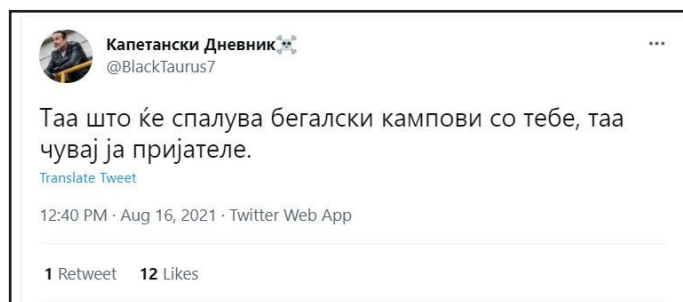 Капетански Дневник☠️
@BlackTaurus7
Таа што ќе спалува бегалски кампови со тебе, таа
чувај ја пријателе.
Translate Tweet
12:40 PM · Aug 16, 2021 · Twitter Web App
1 Retweet 12 Likes